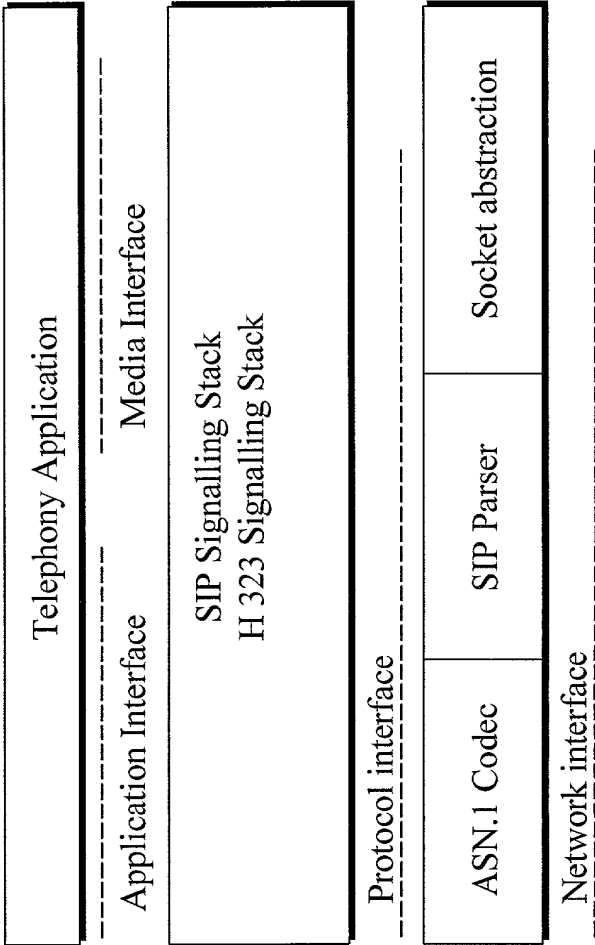 Telephony Application
Application Interface
Media Interface
SIP Signalling Stack
H 323 Signalling Stack
Protocol interface
ASN.1 Codec
SIP Parser
Socket abstraction
Network interface